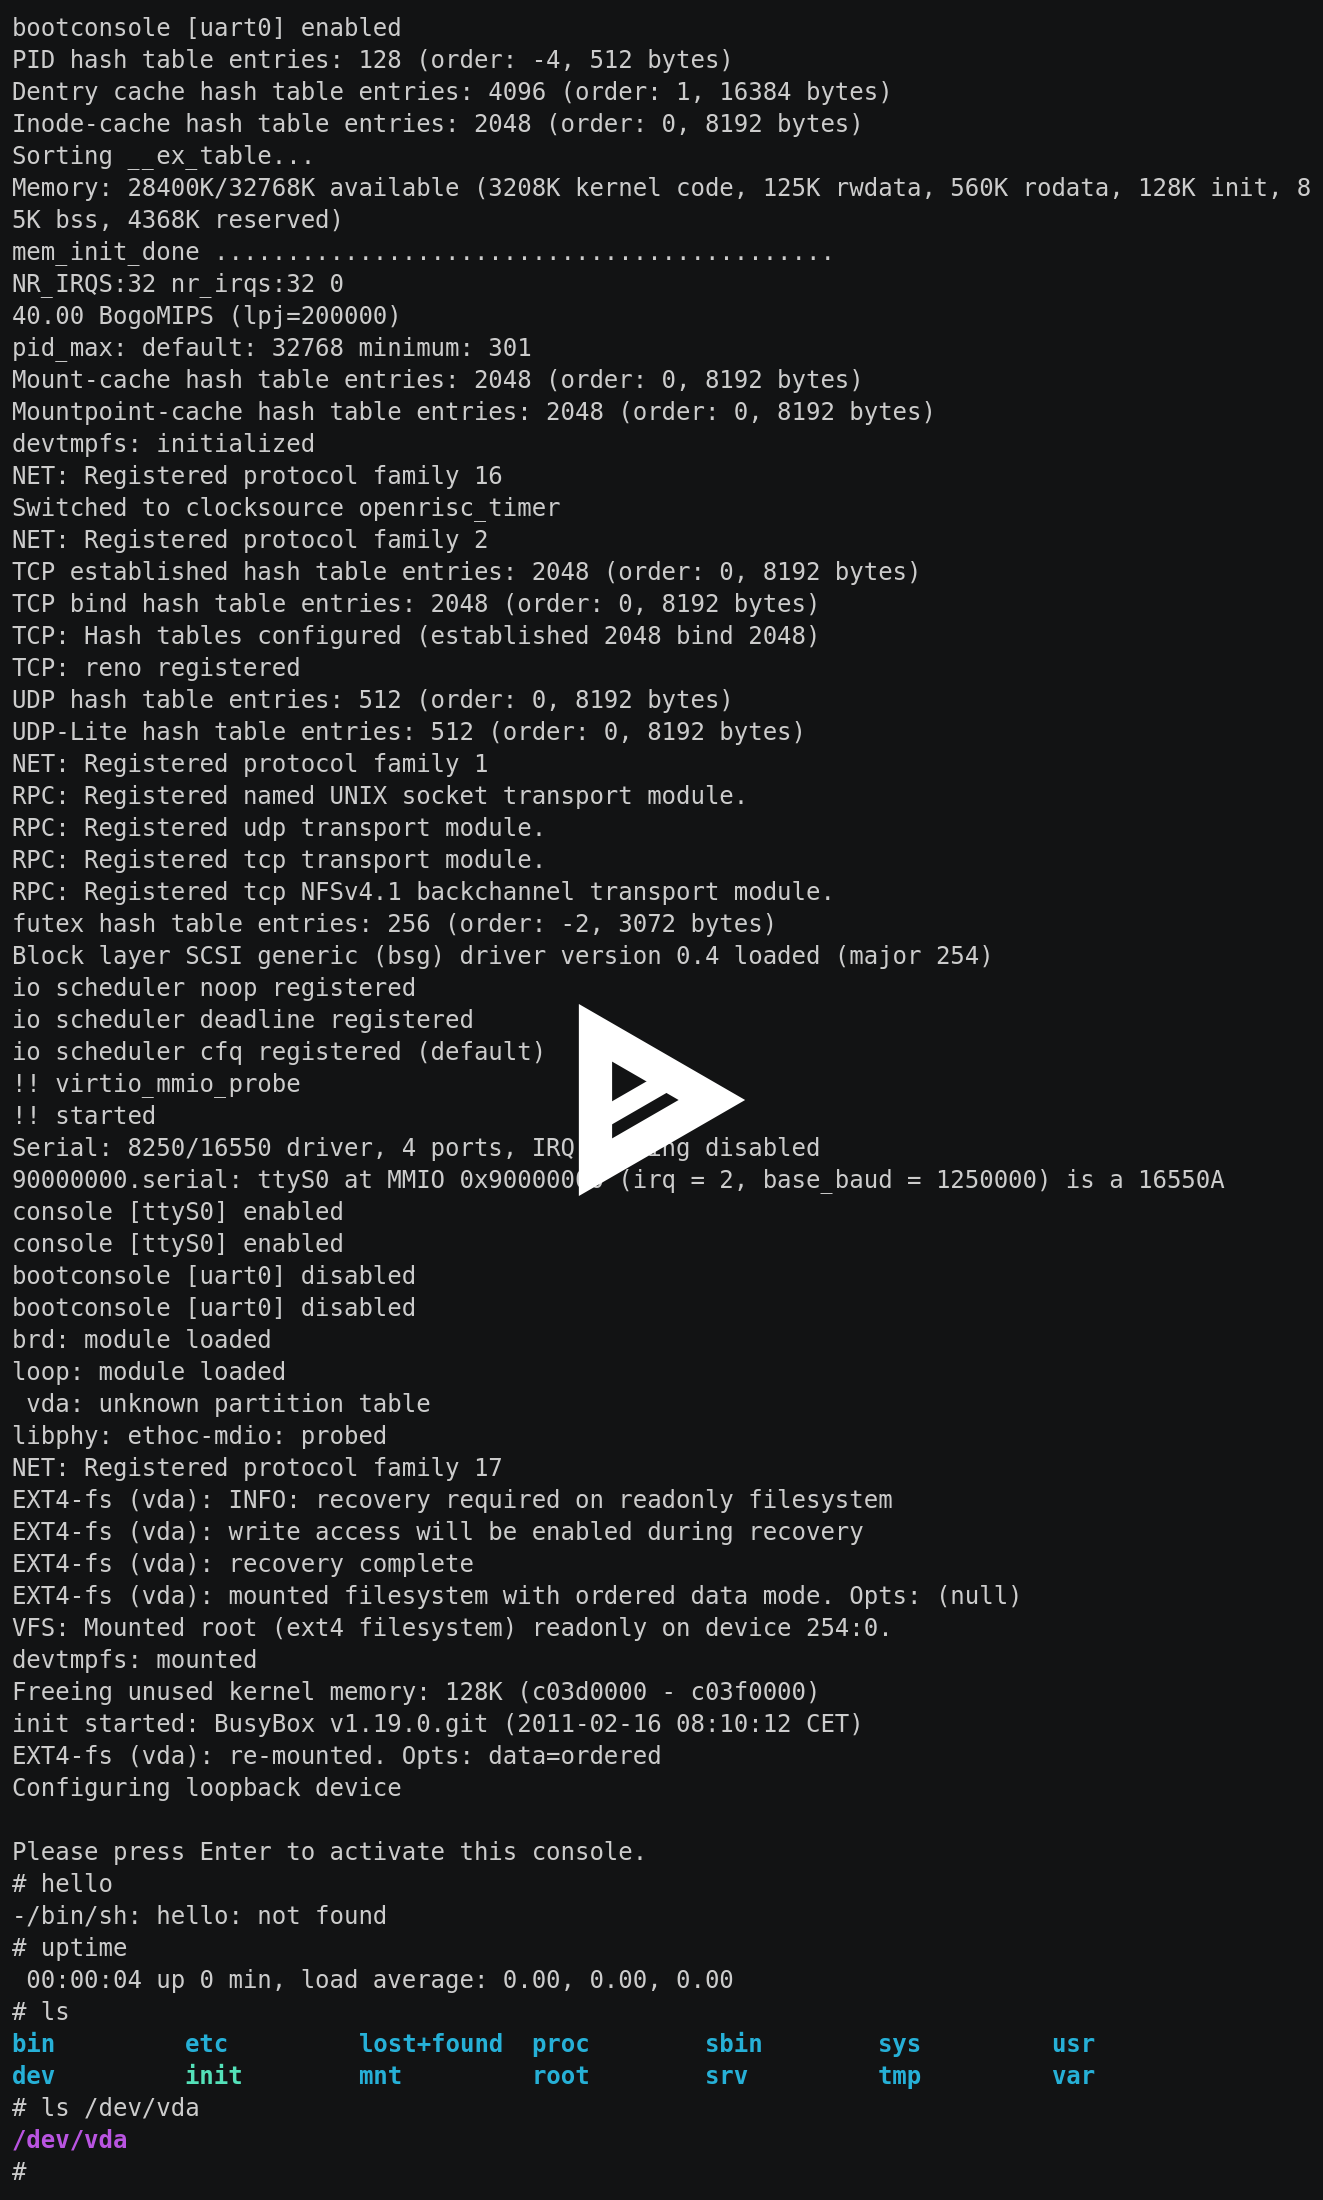 bootconsole [uart0] enabled
PID hash table entries: 128 (order: -4, 512 bytes)
Dentry cache hash table entries: 4096 (order: 1, 16384 bytes)
Inode-cache hash table entries: 2048 (order: 0, 8192 bytes)
Sorting __ex_table...
Memory: 28400K/32768K available (3208K kernel code, 125K rwdata, 560K rodata, 128K init, 8
5K bss, 4368K reserved)
mem_init_done ...........................................
NR_IRQS:32 nr_irqs:32 0
40.00 BogoMIPS (lpj=200000)
pid_max: default: 32768 minimum: 301
Mount-cache hash table entries: 2048 (order: 0, 8192 bytes)
Mountpoint-cache hash table entries: 2048 (order: 0, 8192 bytes)
devtmpfs: initialized
NET: Registered protocol family 16
Switched to clocksource openrisc_timer
NET: Registered protocol family 2
TCP established hash table entries: 2048 (order: 0, 8192 bytes)
TCP bind hash table entries: 2048 (order: 0, 8192 bytes)
TCP: Hash tables configured (established 2048 bind 2048)
TCP: reno registered
UDP hash table entries: 512 (order: 0, 8192 bytes)
UDP-Lite hash table entries: 512 (order: 0, 8192 bytes)
NET: Registered protocol family 1
RPC: Registered named UNIX socket transport module.
RPC: Registered udp transport module.
RPC: Registered tcp transport module.
RPC: Registered tcp NFSv4.1 backchannel transport module.
futex hash table entries: 256 (order: -2, 3072 bytes)
Block layer SCSI generic (bsg) driver version 0.4 loaded (major 254)
io scheduler noop registered
io scheduler deadline registered
io scheduler cfq registered (default)
!! virtio_mmio_probe
!! started
Serial: 8250/16550 driver, 4 ports, IRQ disabled
90000000.serial: ttyS0 at MMIO (irq = 2, base_baud = 1250000) is a 16550A
console [ttyS0] enabled
console [ttyS0] enabled
bootconsole [uart0] disabled
bootconsole [uart0] disabled
brd: module loaded
loop: module loaded
 vda: unknown partition table
libphy: ethoc-mdio: probed
NET: Registered protocol family 17
EXT4-fs (vda): INFO: recovery required on readonly filesystem
EXT4-fs (vda): write access will be enabled during recovery
EXT4-fs (vda): recovery complete
EXT4-fs (vda): mounted filesystem with ordered data mode. Opts: (null)
VFS: Mounted root (ext4 filesystem) readonly on device 254:0.
devtmpfs: mounted
Freeing unused kernel memory: 128K (c03d0000 - c03f0000)
init started: BusyBox v1.19.0.git (2011-02-16 08:10:12 CET)
EXT4-fs (vda): re-mounted. Opts: data=ordered
Configuring loopback device
Please press Enter to activate this console.
# hello
-/bin/sh: hello: not found
# uptime
 00:00:04 up 0 min, load average: 0.00, 0.00, 0.00
# ls
bin etc lost+found proc sbin sys usr
dev init mnt root srv tmp var
# ls /dev/vda
/dev/vda
#